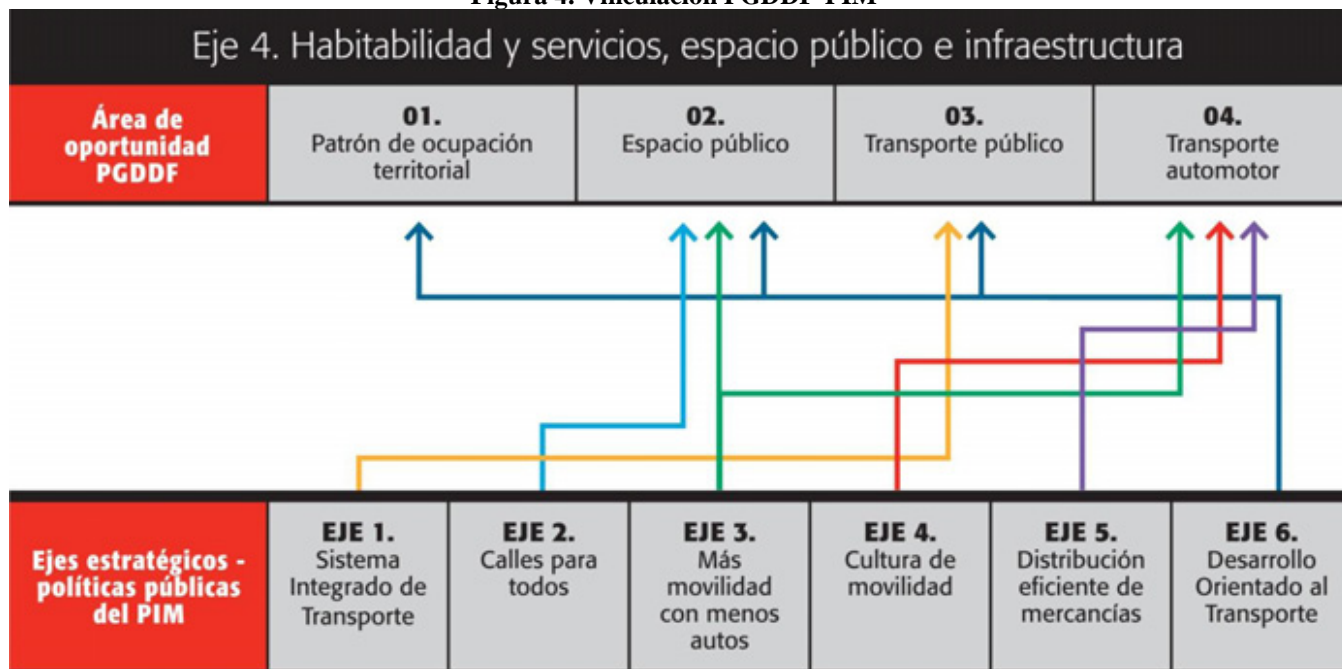 Figura 4. Vinculación PGDDF-PIM
Eje 4. Habitabilidad y servicios, espacio público e infraestructura
Área de
oportunidad
PGDDF
01.
Patrón de ocupación
territorial
02.
Espacio público
03.
Transporte público
04.
Transporte
automotor
Ejes estratégicos -
políticas públicas
del PIM
EJE 1.
Sistema
Integrado de
Transporte
EJE 2.
Calles para
todos
EJE 3.
Más
movilidad
con menos
autos
EJE 4.
Cultura de
movilidad
EJE 5.
Distribución
eficiente de
mercancías
EJE 6.
Desarrollo
Orientado al
Transporte